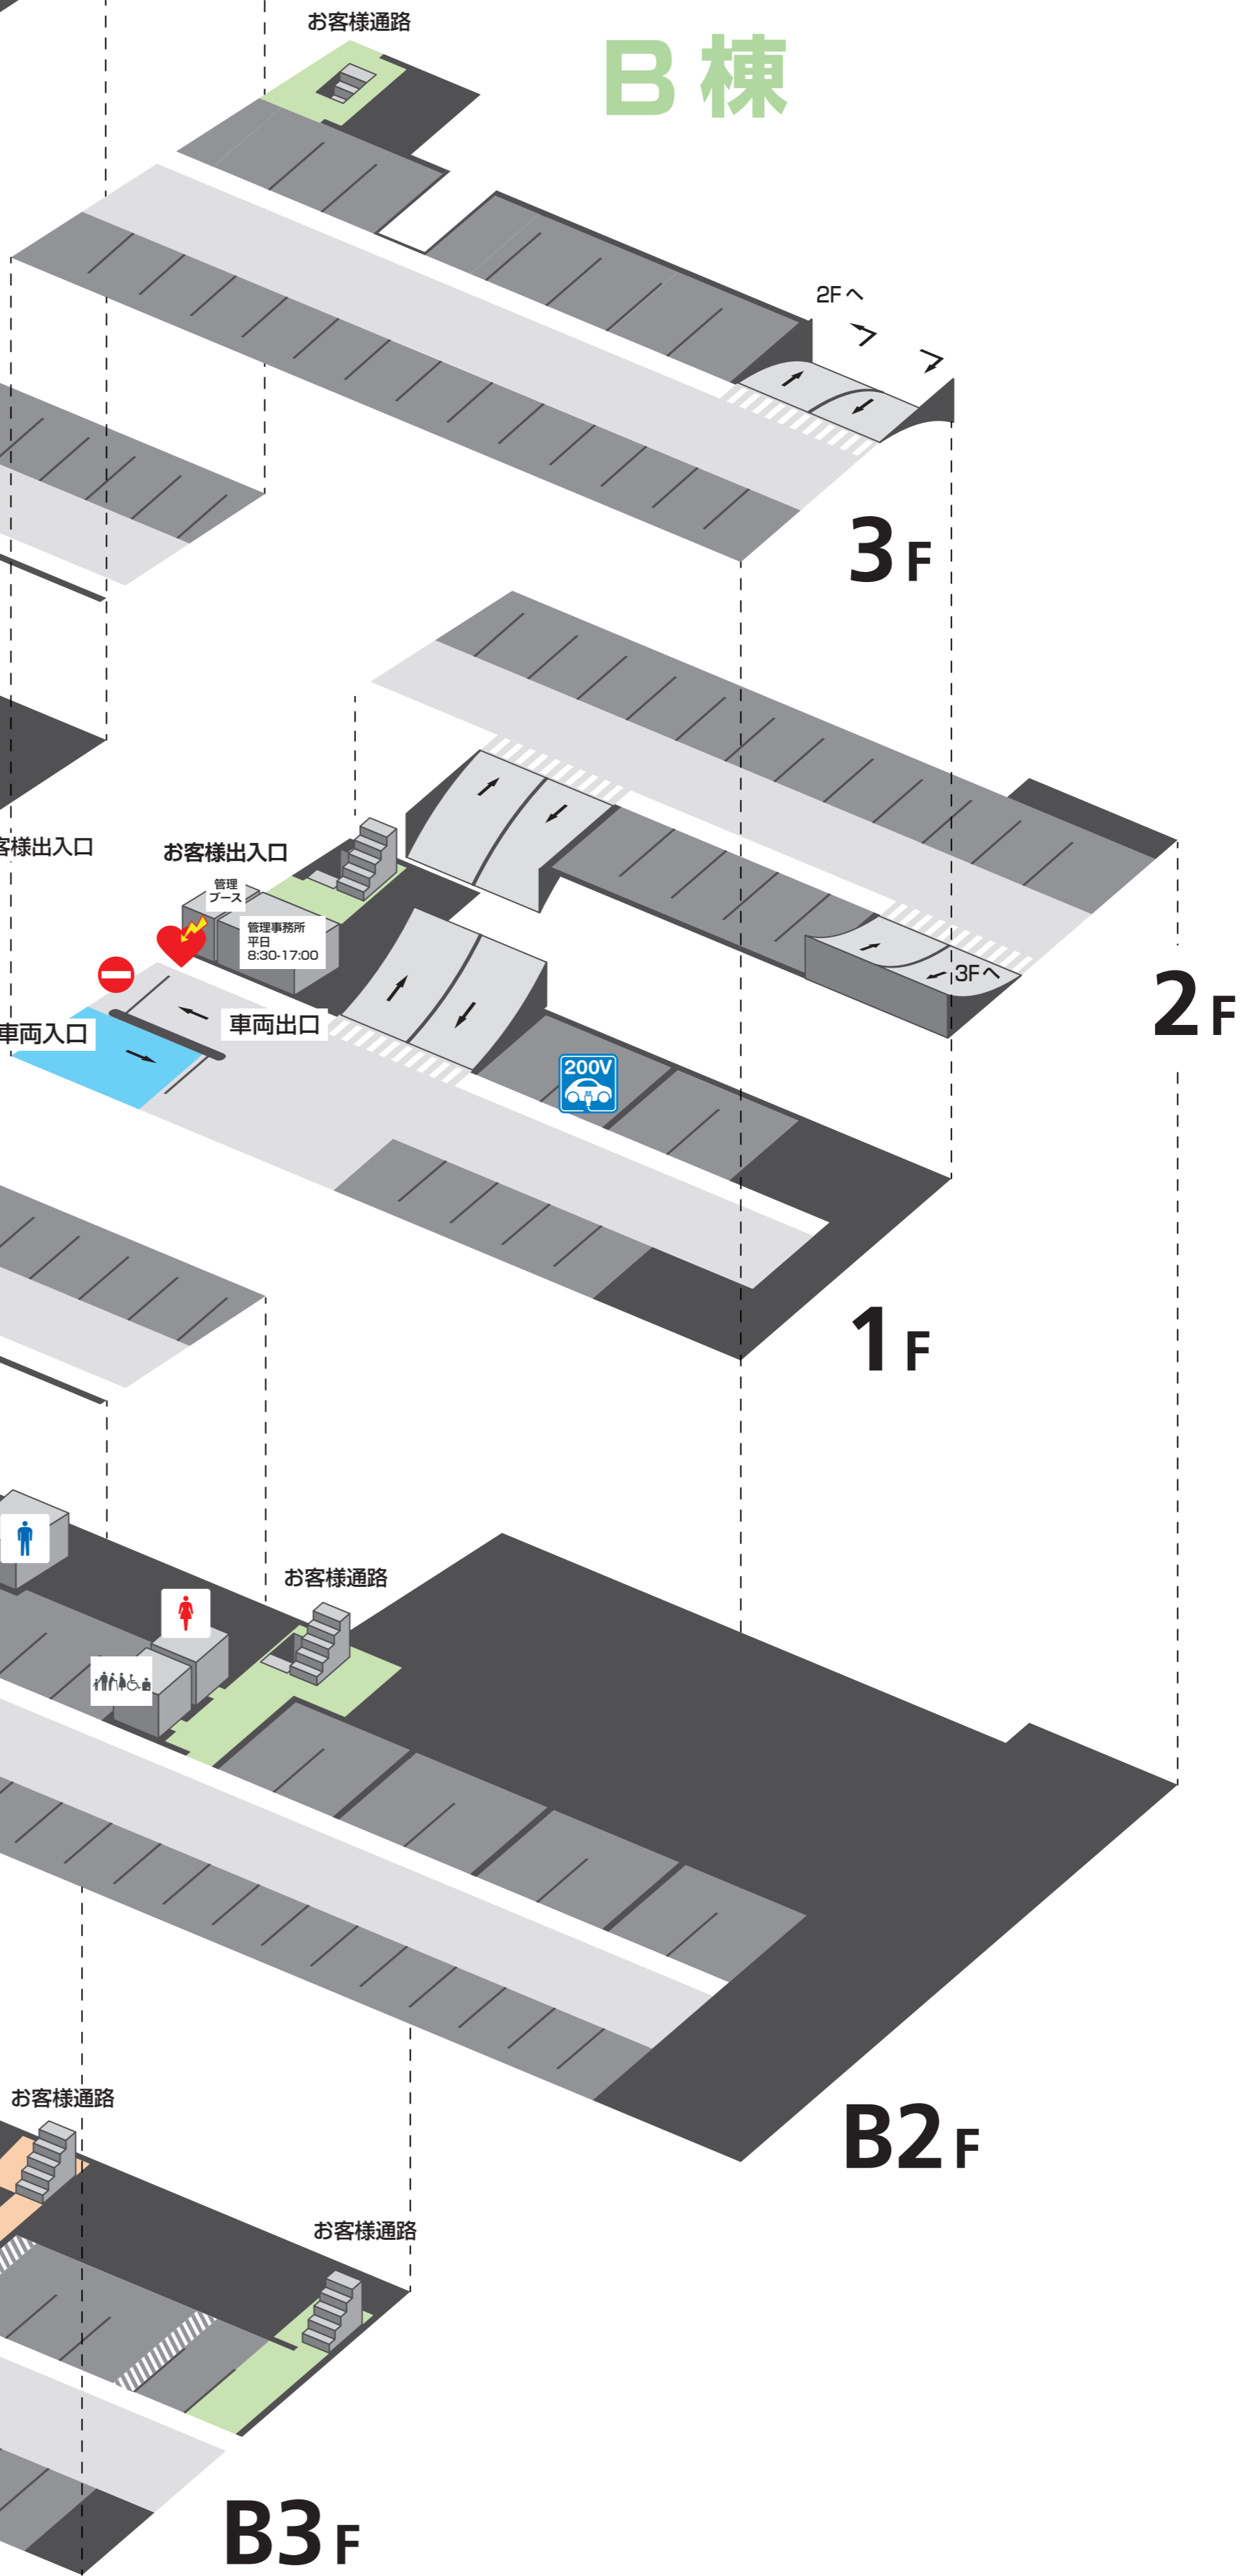 お客様通路
B 棟
2Fへ
3F
客様出入口
お客様出入口
管理
ブース
管理事務所
平日
8:30-17:00
3Fへ
2F
車両入口
車両出口
200V
1F
お客様通路
B2F
お客様通路
お客様通路
B3F